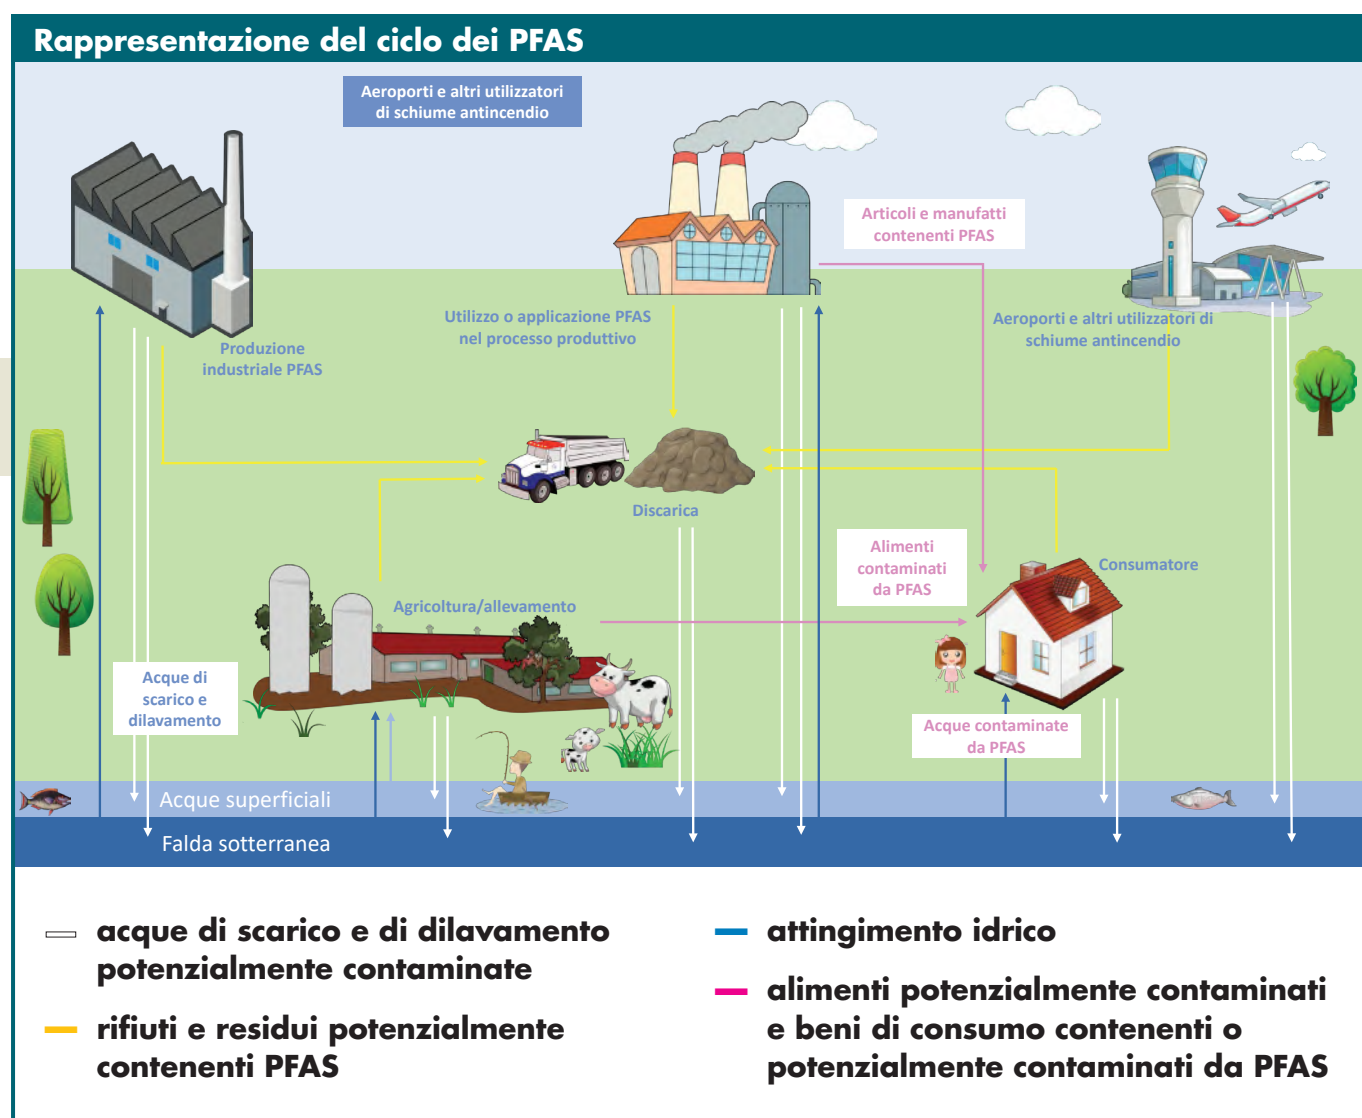 Rappresentazione del ciclo dei PFAS
Aeroporti e altri utilizzatori
di schiume antincendio
Articoli e manufatti
contenenti PFAS
Utilizzo o applicazione PFAS
nel processo produttivo
Aeroporti e altri utilizzatori di
schiume antincendio
Produzione
industriale PFAS
Discarica
Alimenti
contaminati
da PFAS
Consumatore
Agricoltura/allevamento
Acque di
scarico e
dilavamento
Acque contaminate
da PFAS
Acque superficiali
Falda sotterranea
acque di scarico e di dilavamento
potenzialmente contaminate
rifiuti e residui potenzialmente
contenenti PFAS
attingimento idrico
alimenti potenzialmente contaminati
e beni di consumo contenenti o
potenzialmente contaminati da PFAS